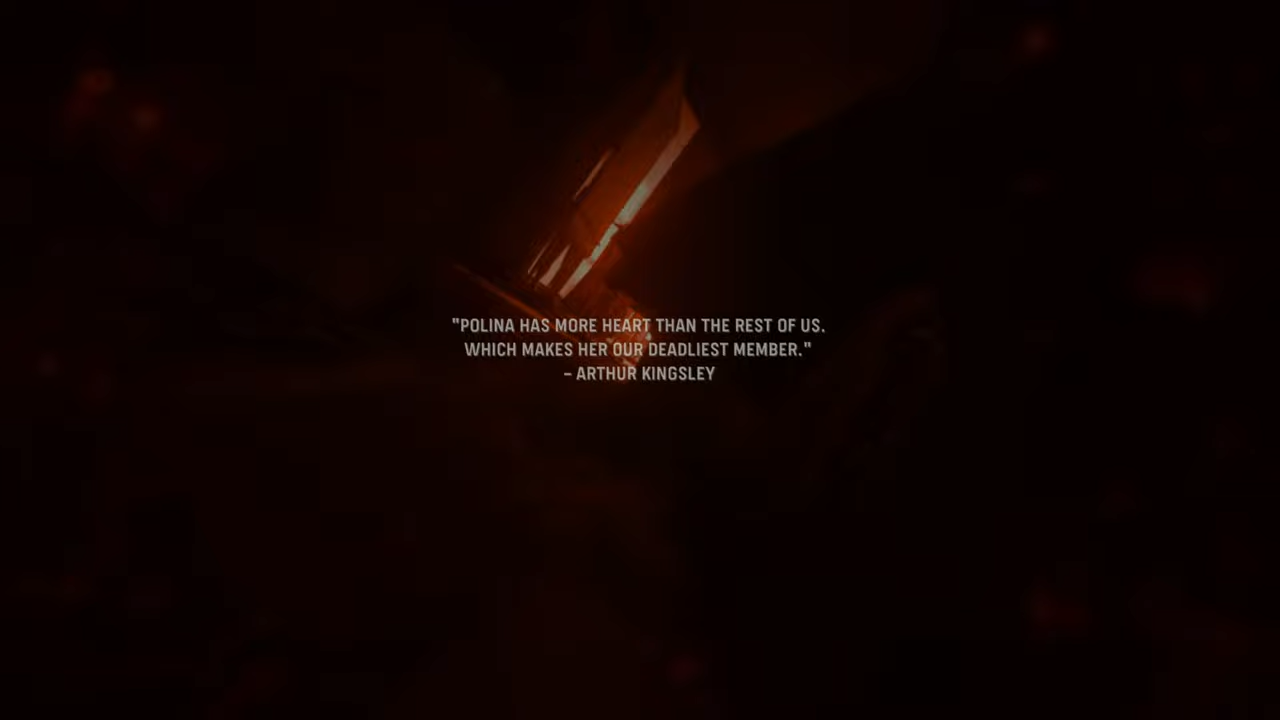 "POLINA HAS MORE HEART THAN THE REST OF US.
WHICH MAKES HER OUR DEADLIEST MEMBER."
– ARTHUR KINGSLEY